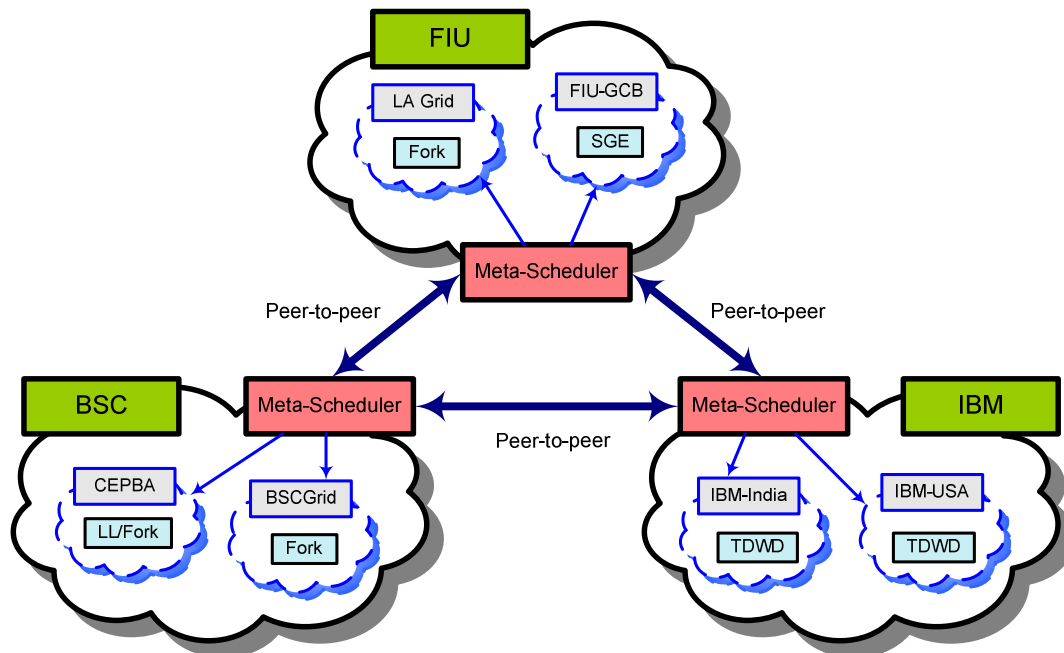 FIU
LA Grid
FIU-GCB
Fork
SGE
Meta-Scheduler
Peer-to-peer
Peer-to-peer
BSC
Meta-Scheduler
Meta-Scheduler
IBM
Peer-to-peer
CEPBA
BSCGrid
LL/Fork
Fork
IBM-India
IBM-USA
TDWD
TDWD